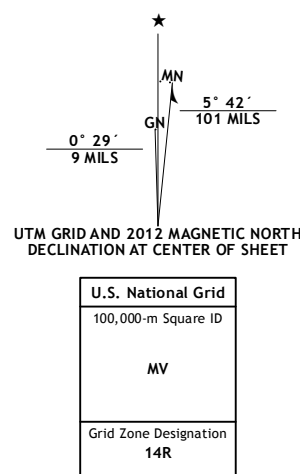 MN
GN
5° 42´
101 MILS
0° 29´
9 MILS
UTM GRID AND 2012 MAGNETIC NORTH
DECLINATION AT CENTER OF SHEET
U.S. National Grid
100,000-m Square ID
MV
Grid Zone Designation
14R